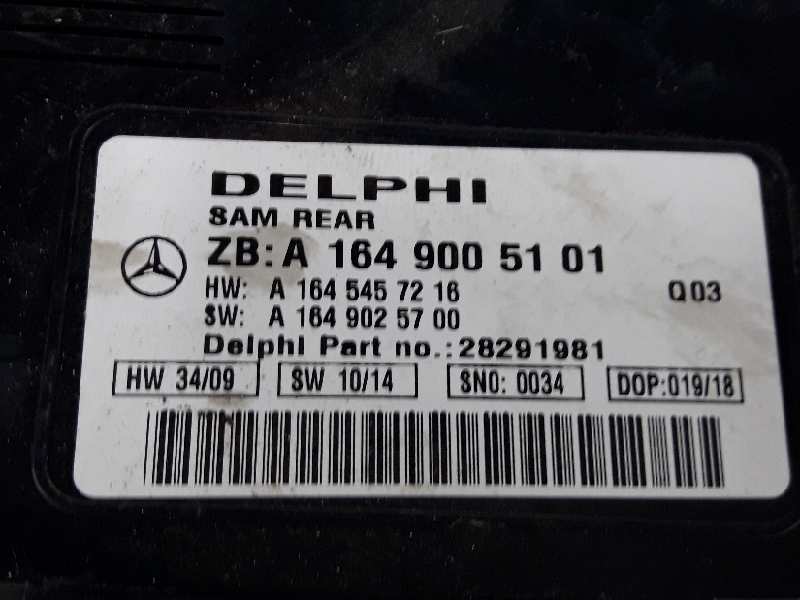 DELPHI
SAM REAR
ZB: A 164 900 51 01
HW: A 164 545 72 16 Q03
SW: A 164 902 57 00
Delphi Part no.:28291981
HW 34/09 SW 10/14 SNO: 0034 DOP:019/18